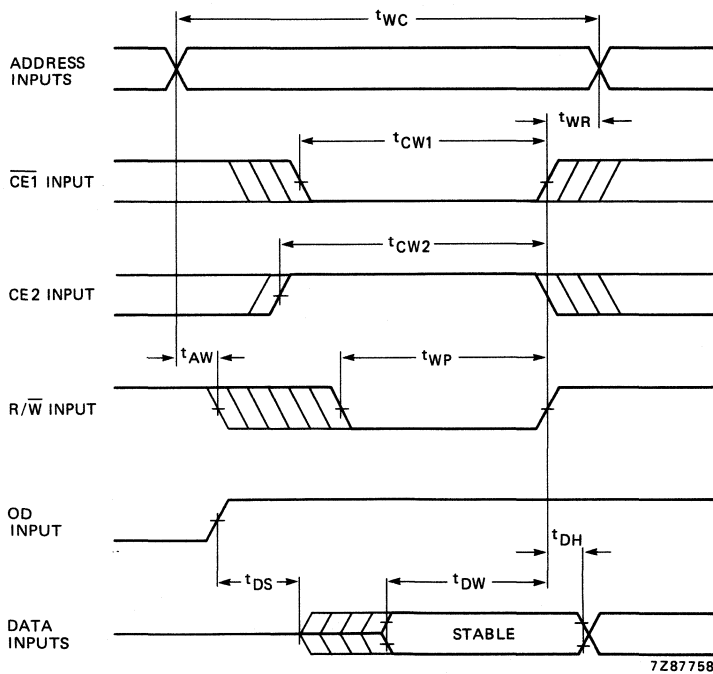 tWC
ADDRESS
INPUTS
tWR
tCW1
C̅E̅1̅ INPUT
tCW2
CE2 INPUT
tAW
tWP
R/W̅ INPUT
OD
INPUT
tDH
tDS
tDW
DATA
INPUTS
STABLE
7Z87758